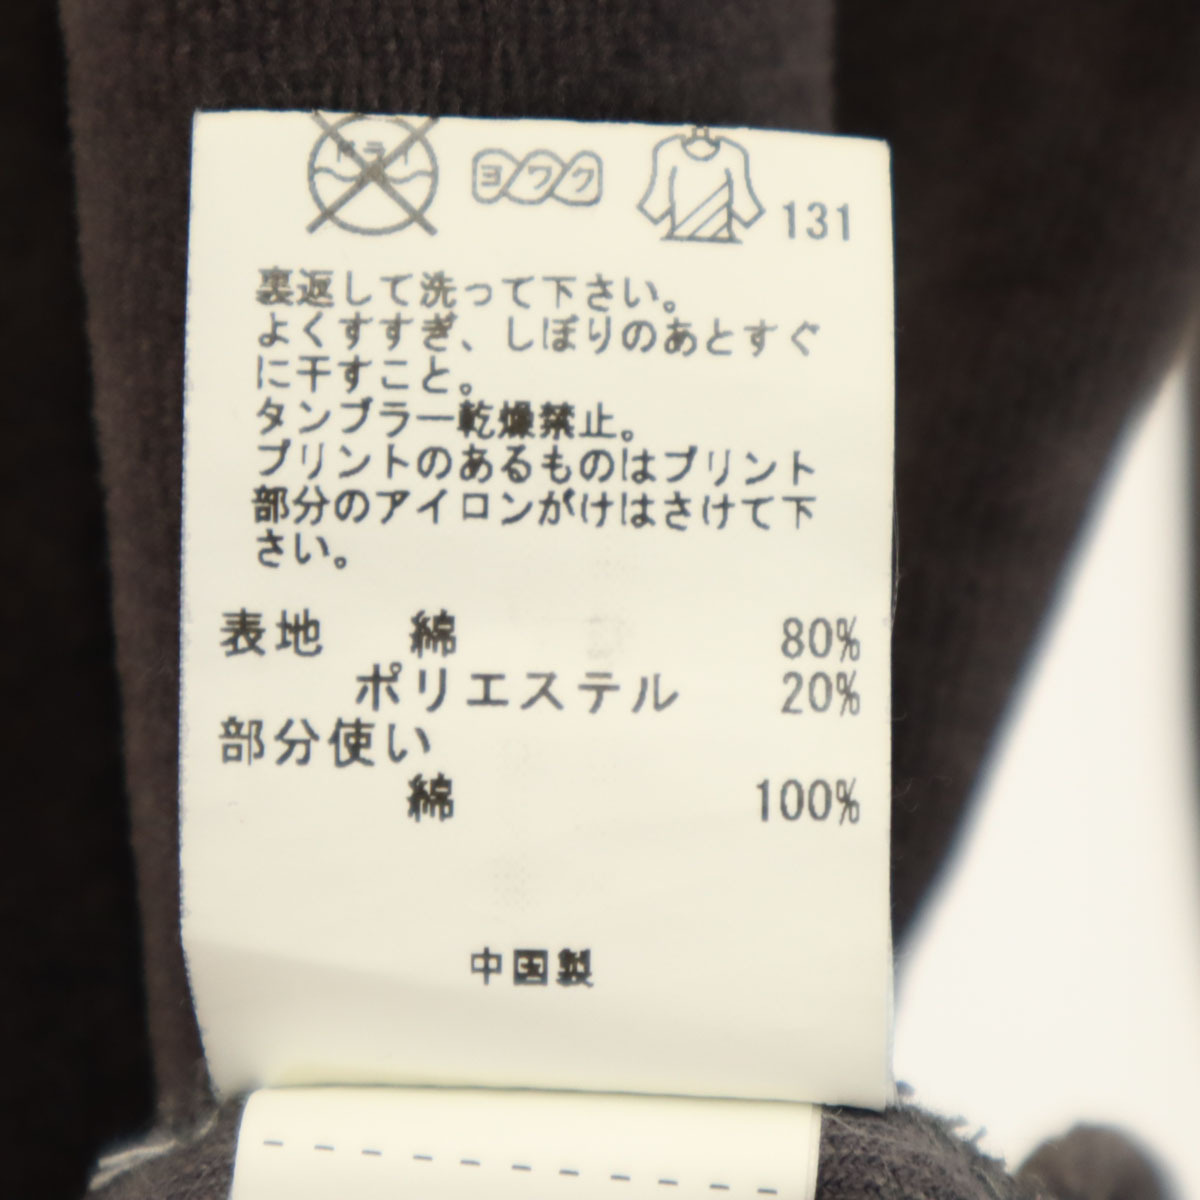 ドライ ヨワク 131
裏返して洗って下さい。
よくすすぎ、しぼりのあとすぐ
に干すこと。
タンブラー乾燥禁止。
プリントのあるものはプリント
部分のアイロンがけはさけて下
さい。
表地 綿 80%
ポリエステル 20%
部分使い
綿 100%
中国製